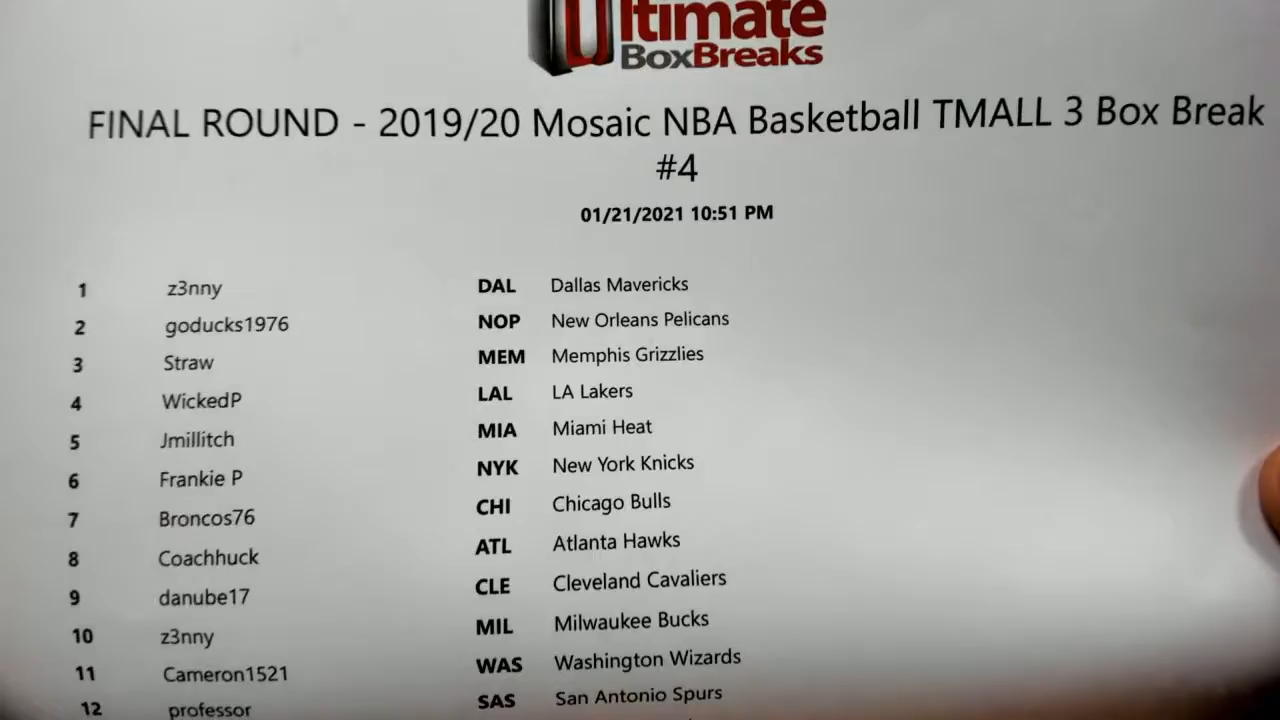 Ultimate
BoxBreaks
FINAL ROUND - 2019/20 Mosaic NBA Basketball TMALL 3 Box Break
#4
01/21/2021 10:51 PM
1 z3nny DAL Dallas Mavericks
2 goducks1976 NOP New Orleans Pelicans
3 Straw MEM Memphis Grizzlies
4 WickedP LAL LA Lakers
5 Jmillitch MIA Miami Heat
6 Frankie P NYK New York Knicks
7 Broncos76 CHI Chicago Bulls
8 Coachhuck ATL Atlanta Hawks
9 danube17 CLE Cleveland Cavaliers
10 z3nny MIL Milwaukee Bucks
11 Cameron1521 WAS Washington Wizards
12 professor SAS San Antonio Spurs